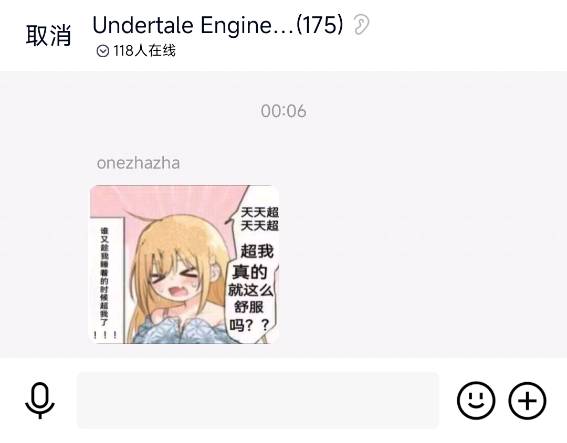 取消
Undertale Engine...(175)
118人在线
00:06
onezhazha
谁又趁我睡着的时候超我了!!!
天天超
天天超
超我
真的
就这么
舒服
吗??